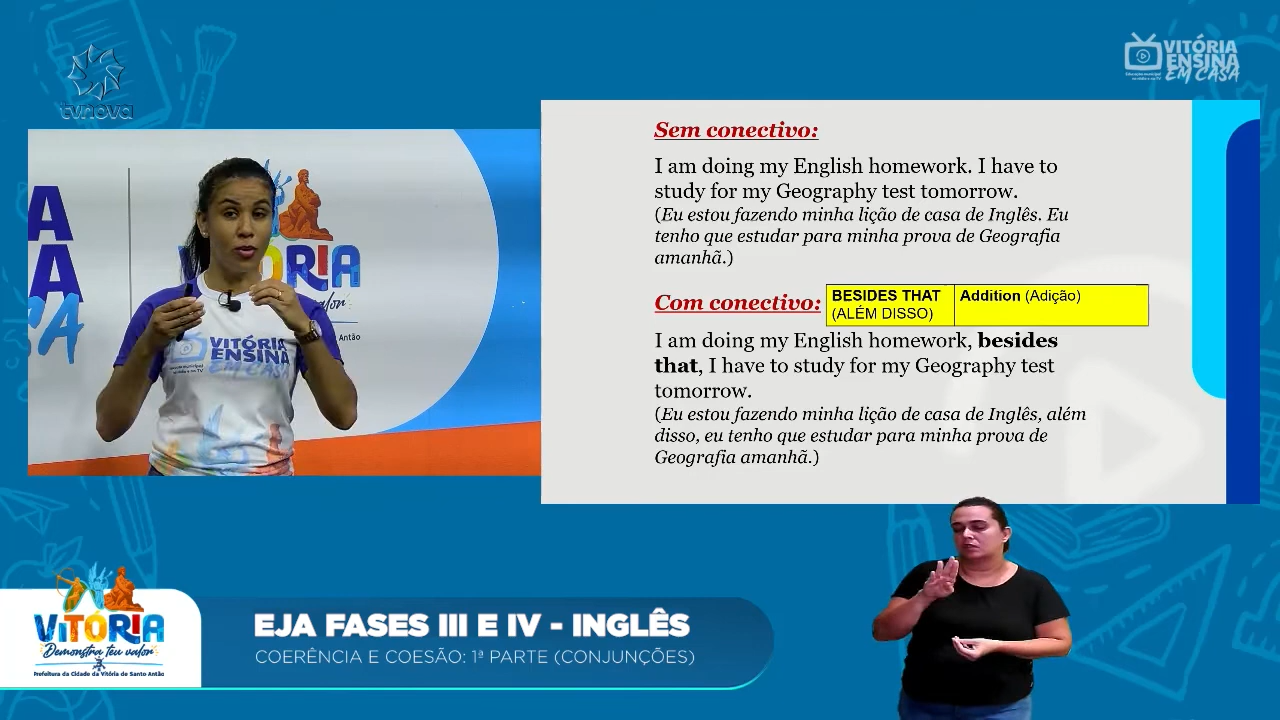 tvnova
VITÓRIA
ENSINA
EM CASA
A
A
CA
VITÓRIA
valor
VITÓRIA
ENSINA
EM CASA
Sem conectivo:
I am doing my English homework. I have to
study for my Geography test tomorrow.
(Eu estou fazendo minha lição de casa de Inglês. Eu
tenho que estudar para minha prova de Geografia
amanhã.)
Com conectivo:
BESIDES THAT
(ALÉM DISSO)
Addition (Adição)
I am doing my English homework, besides
that, I have to study for my Geography test
tomorrow.
(Eu estou fazendo minha lição de casa de Inglês, além
disso, eu tenho que estudar para minha prova de
Geografia amanhã.)
VITÓRIA
Demonstra teu valor
Prefeitura da Cidade da Vitória de Santo Antão
EJA FASES III E IV - INGLÊS
COERÊNCIA E COESÃO: 1ª PARTE (CONJUNÇÕES)